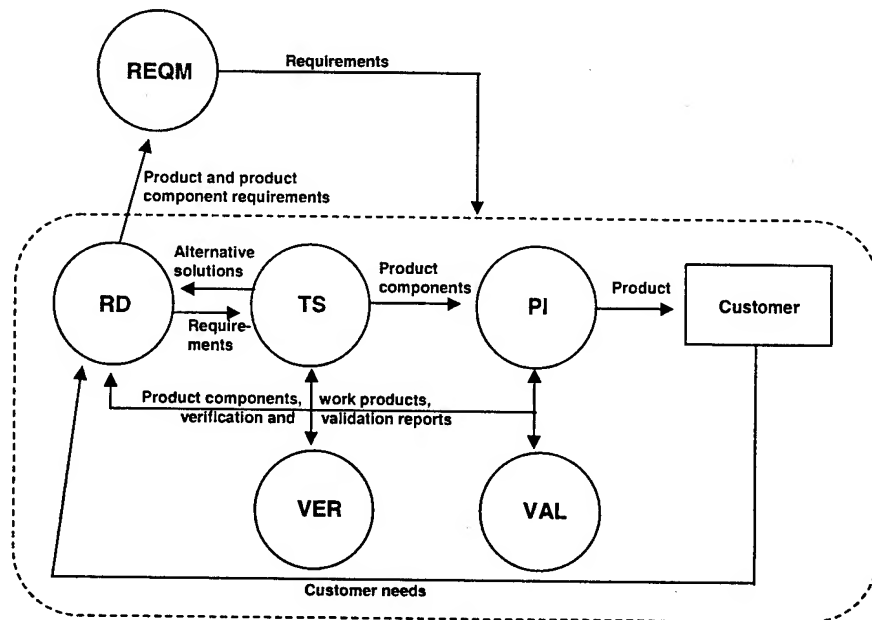 REQM
Requirements
Product and product
component requirements
Alternative
solutions
RD
TS
Product
components
PI
Product
Customer
Require-
ments
Product components,
work products,
verification and
validation reports
VER
VAL
Customer needs